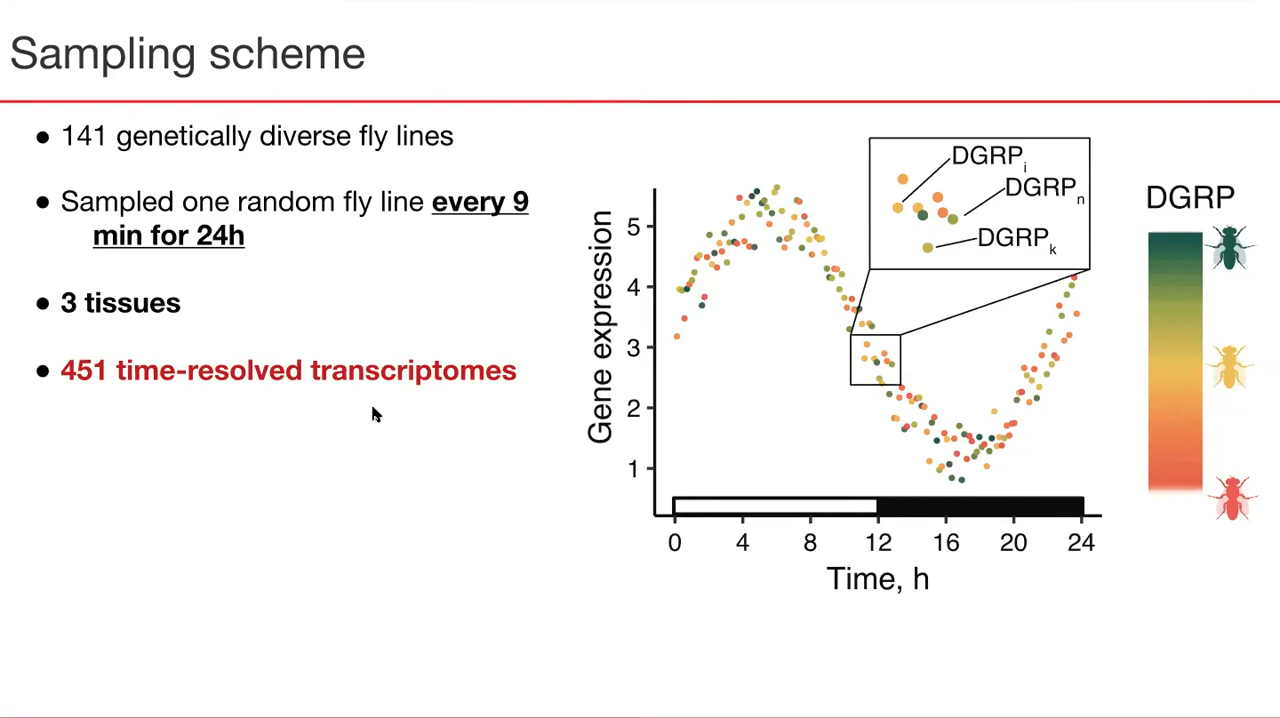 Sampling scheme
● 141 genetically diverse fly lines
● Sampled one random fly line every 9
min for 24h
● 3 tissues
● 451 time-resolved transcriptomes
DGRPi
DGRPn
DGRPk
DGRP
Gene expression
5
4
3
2
1
0 4 8 12 16 20 24
Time, h